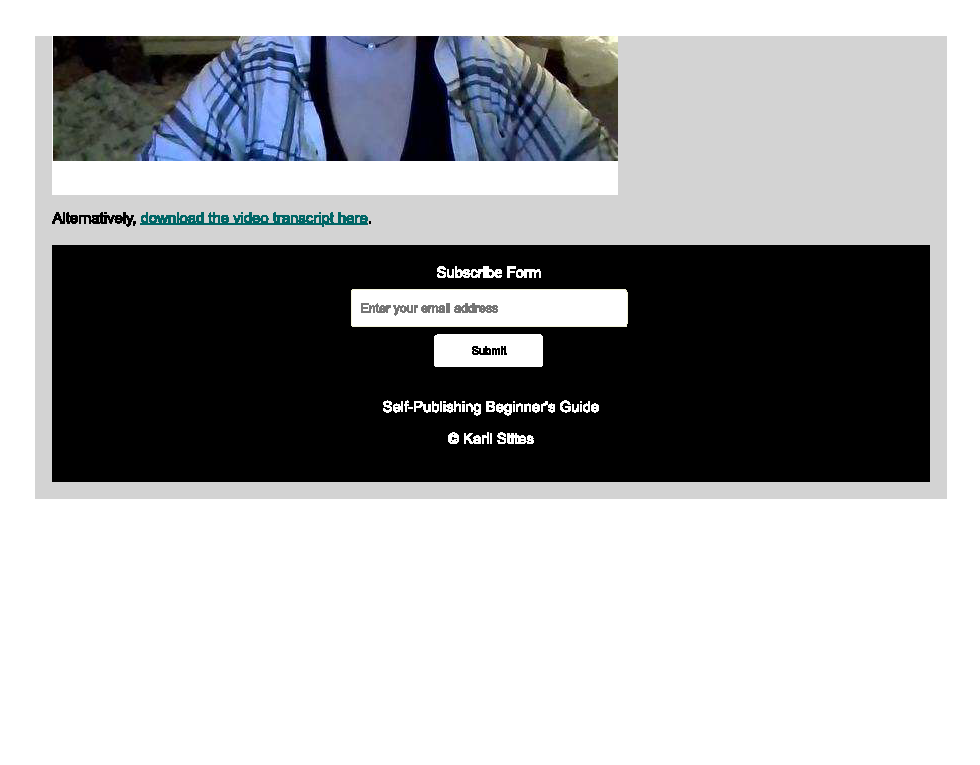 Alternatively, download the video transcript here.
Subscribe Form
Enter your email address
Submit
Self-Publishing Beginner's Guide
© Karli Stites